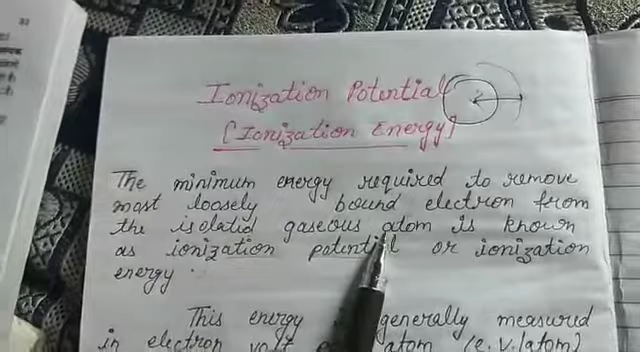 Ionization Potential
(Ionization Energy)
The minimum energy required to remove
most loosely bound electron from
the isolated gaseous atom is known
as ionization potential or ionization
energy.
This energy generally measured
in electron volt atom (e.v./atom)